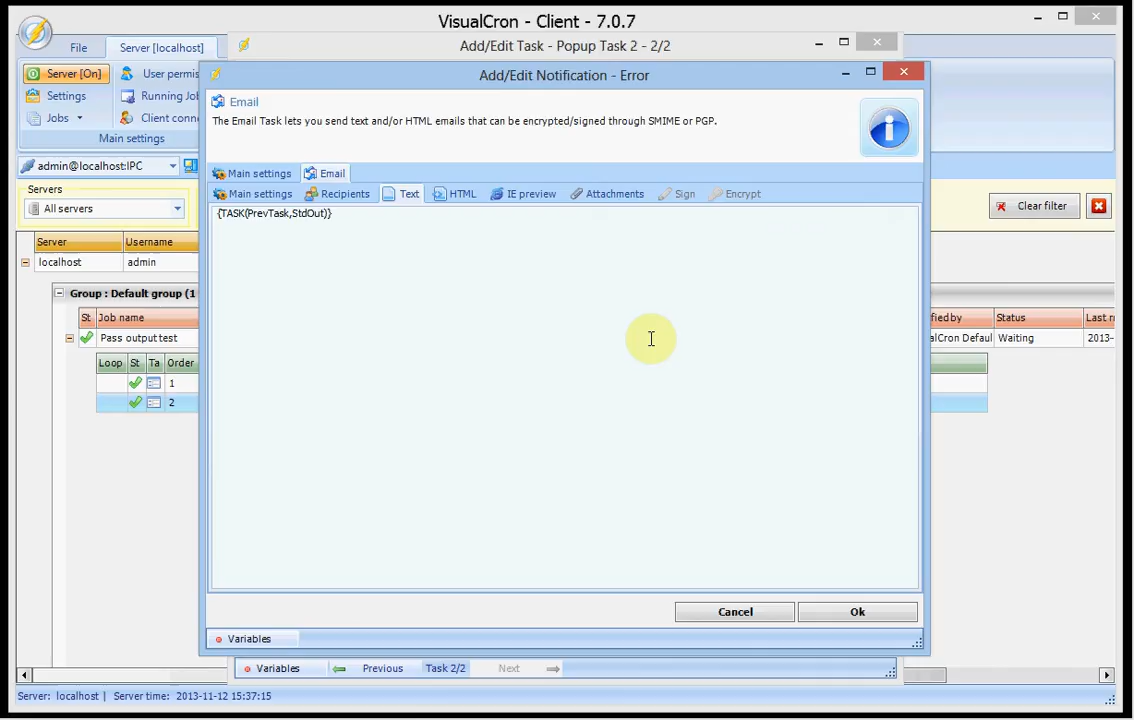 VisualCron - Client - 7.0.7
File
Server [localhost]
Add/Edit Task - Popup Task 2 - 2/2
Server [On]
User permis
Settings
Running Job
Jobs
Client conne
Main settings
admin@localhost:IPC
Servers
All servers
Clear filter
Server Username
localhost admin
Group : Default group (1
St Job name
Pass output test
Loop St Ta Order
1
2
Add/Edit Notification - Error
Email
The Email Task lets you send text and/or HTML emails that can be encrypted/signed through SMIME or PGP.
Main settings Email
Main settings Recipients Text HTML IE preview Attachments Sign Encrypt
{TASK(PrevTask,StdOut)}
Cancel Ok
Variables
Variables Previous Task 2/2 Next
fied by Status Last r
alCron Defaul Waiting 2013-
Server: localhost | Server time: 2013-11-12 15:37:15